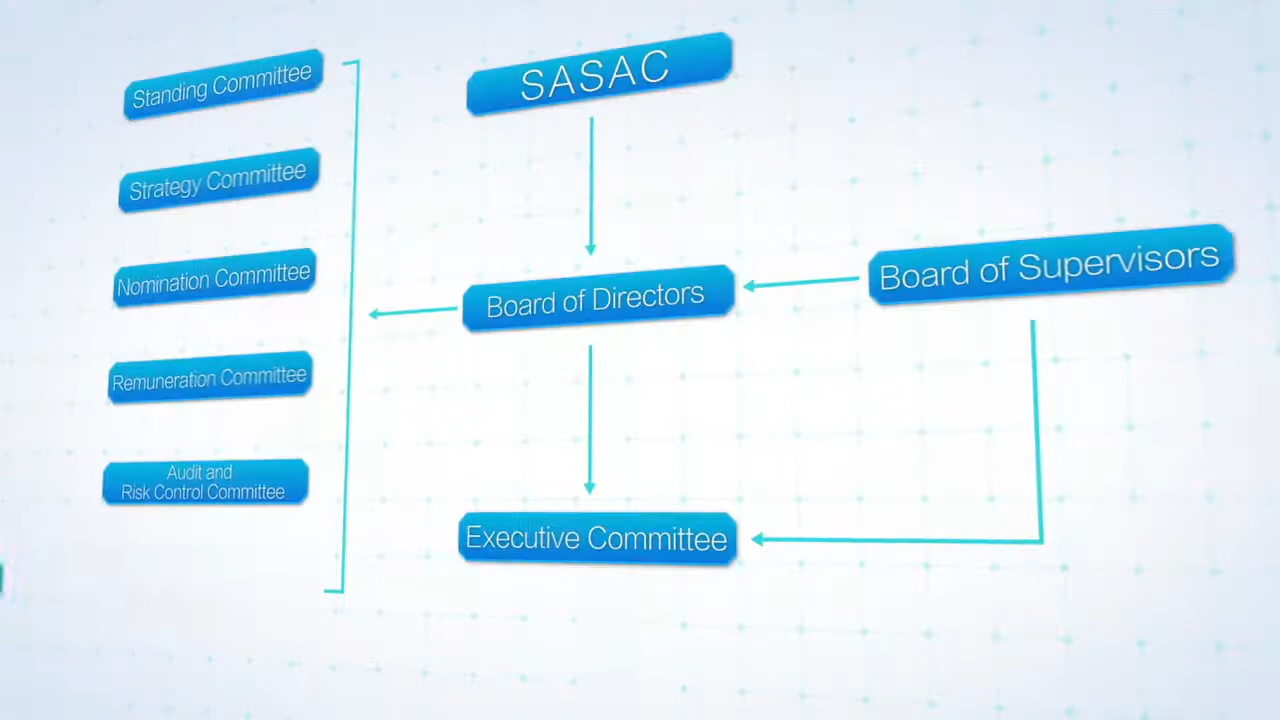 Standing Committee
Strategy Committee
Nomination Committee
Remuneration Committee
Audit and
Risk Control Committee
SASAC
Board of Directors
Executive Committee
Board of Supervisors